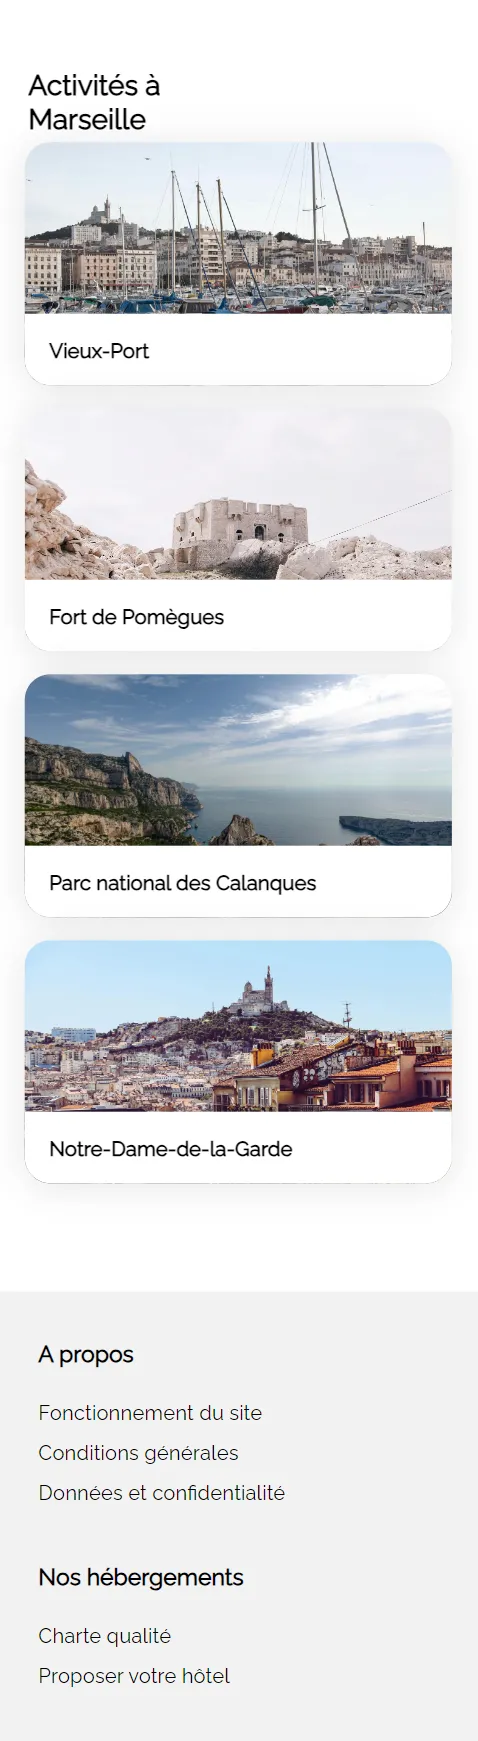 Activités à
Marseille
Vieux-Port
Fort de Pomègues
Parc national des Calanques
Notre-Dame-de-la-Garde
A propos
Fonctionnement du site
Conditions générales
Données et confidentialité
Nos hébergements
Charte qualité
Proposer votre hôtel